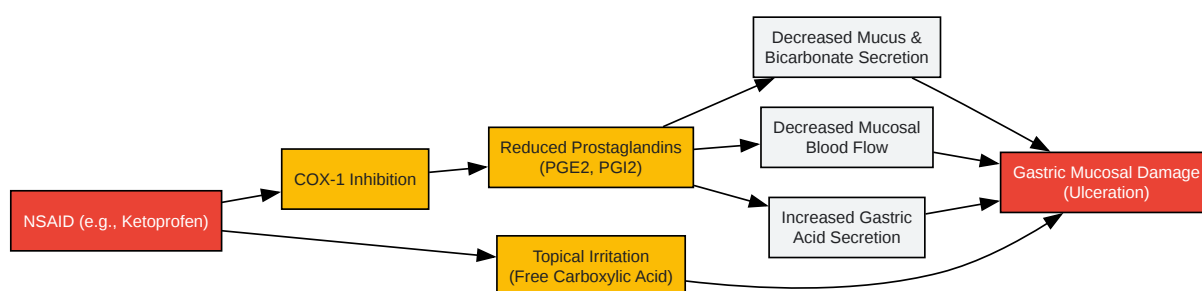 NSAID (e.g., Ketoprofen)
COX-1 Inhibition
Topical Irritation
(Free Carboxylic Acid)
Reduced Prostaglandins
(PGE2, PGI2)
Decreased Mucus &
Bicarbonate Secretion
Decreased Mucosal
Blood Flow
Increased Gastric
Acid Secretion
Gastric Mucosal Damage
(Ulceration)